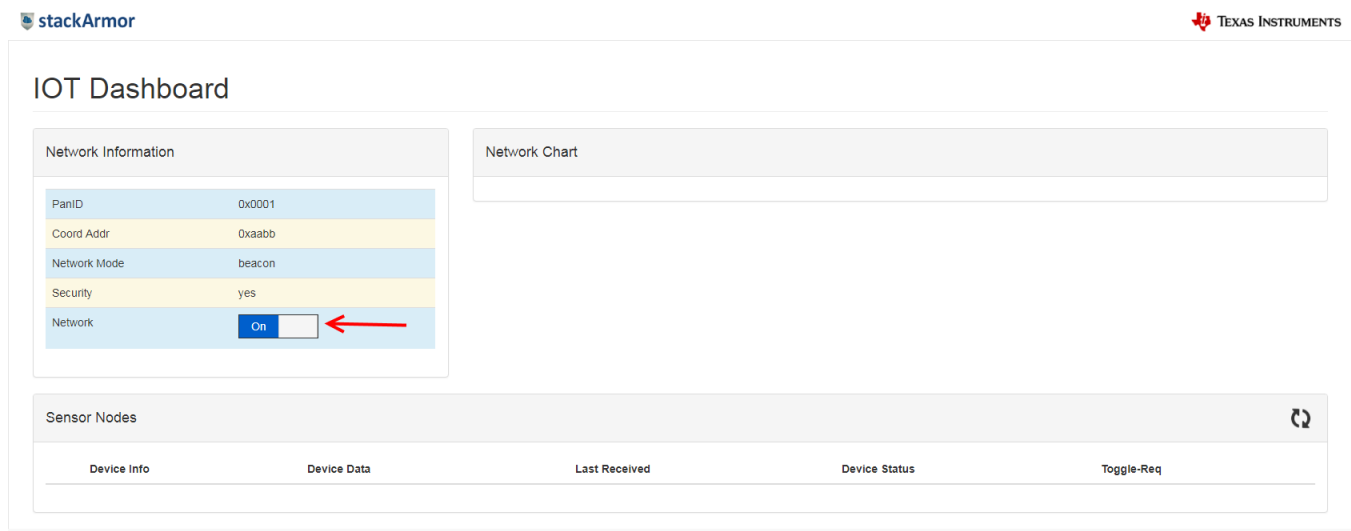 stackArmor
TEXAS INSTRUMENTS
IOT Dashboard
Network Information
Network Chart
PanID 0x0001
Coord Addr 0xaabb
Network Mode beacon
Security yes
Network On
Sensor Nodes
Device Info Device Data Last Received Device Status Toggle-Req